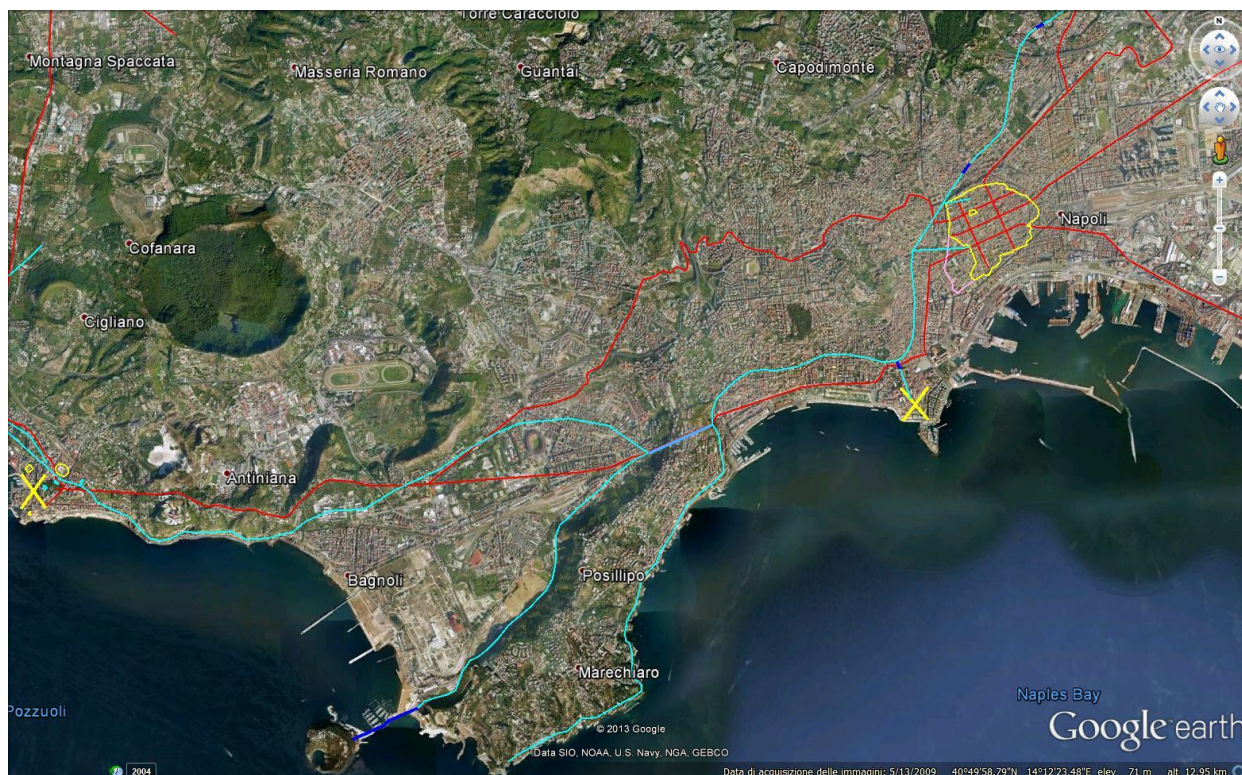 Torre Caracciolo
N
Montagna Spaccata
Masseria Romano
Guantai
Capodimonte
Napoli
Cofanara
Cigliano
Antiniana
Bagnoli
Posillipo
Marechiaro
Pozzuoli
Naples Bay
© 2013 Google
Google earth
Data SIO, NOAA, U.S. Navy, NGA, GEBCO
2004
Data di acquisizione delle immagini: 5/13/2009 40°49'58.79"N 14°12'23.48"E elev 71 m alt 12.95 km